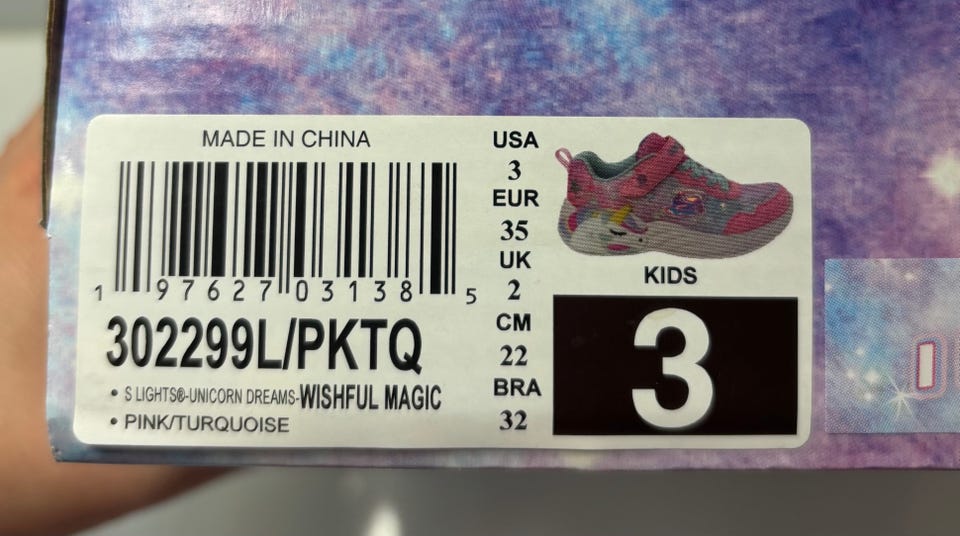 MADE IN CHINA
1 97627 03138 5
302299L/PKTQ
• S LIGHTS®-UNICORN DREAMS-WISHFUL MAGIC
• PINK/TURQUOISE
USA
3
EUR
35
UK
2
CM
22
BRA
32
KIDS
3